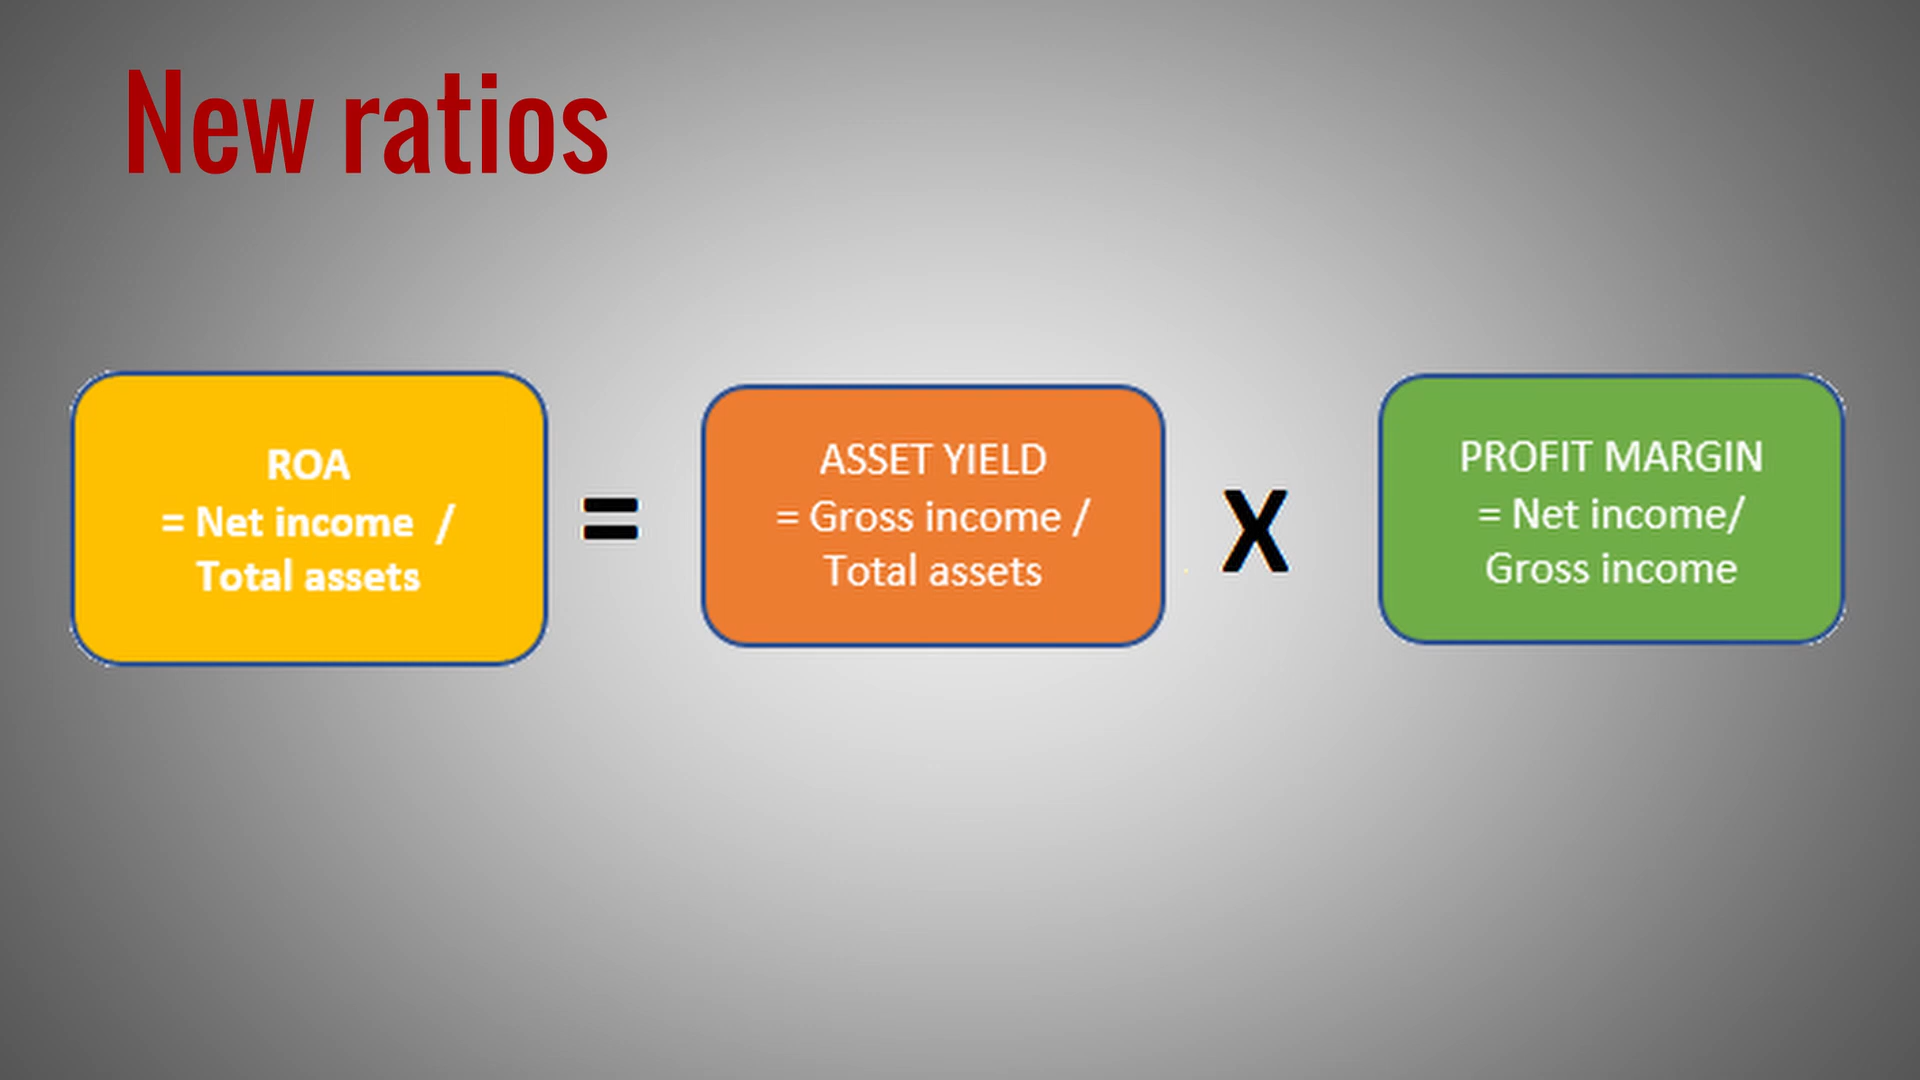 New ratios
ROA
= Net income /
Total assets
=
ASSET YIELD
= Gross income /
Total assets
X
PROFIT MARGIN
= Net income/
Gross income